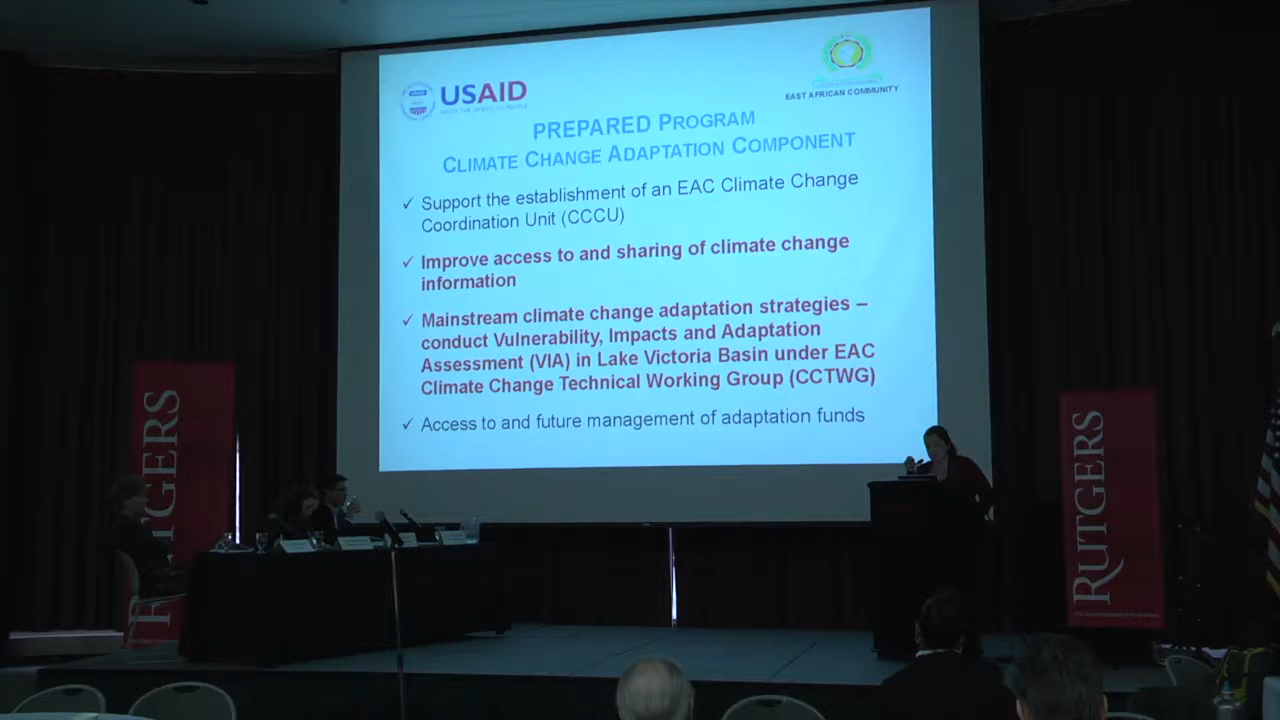 USAID
EAST AFRICAN COMMUNITY
PREPARED PROGRAM
CLIMATE CHANGE ADAPTATION COMPONENT
✓ Support the establishment of an EAC Climate Change
Coordination Unit (CCCU)
✓ Improve access to and sharing of climate change
information
✓ Mainstream climate change adaptation strategies –
conduct Vulnerability, Impacts and Adaptation
Assessment (VIA) in Lake Victoria Basin under EAC
Climate Change Technical Working Group (CCTWG)
✓ Access to and future management of adaptation funds
RUTGERS
RUTGERS